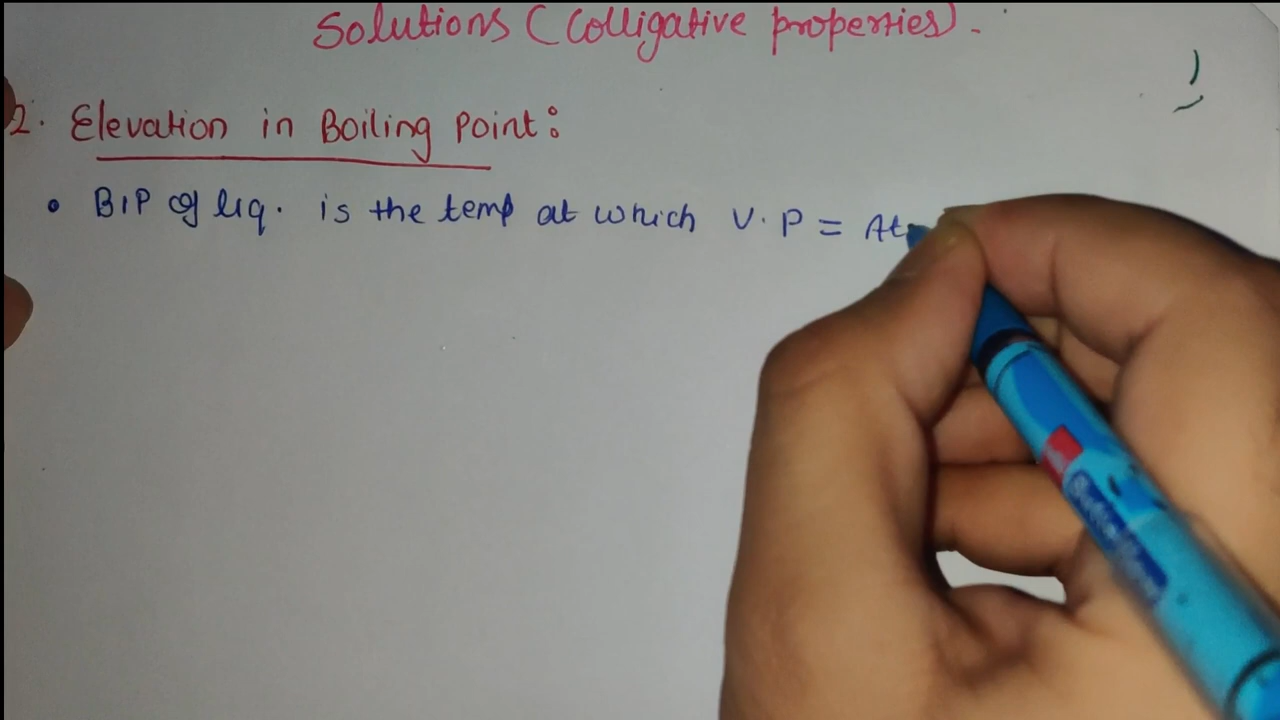 Solutions (Colligative properties).
2. Elevation in Boiling point:
• B.P of liq. is the temp at which V.P = At